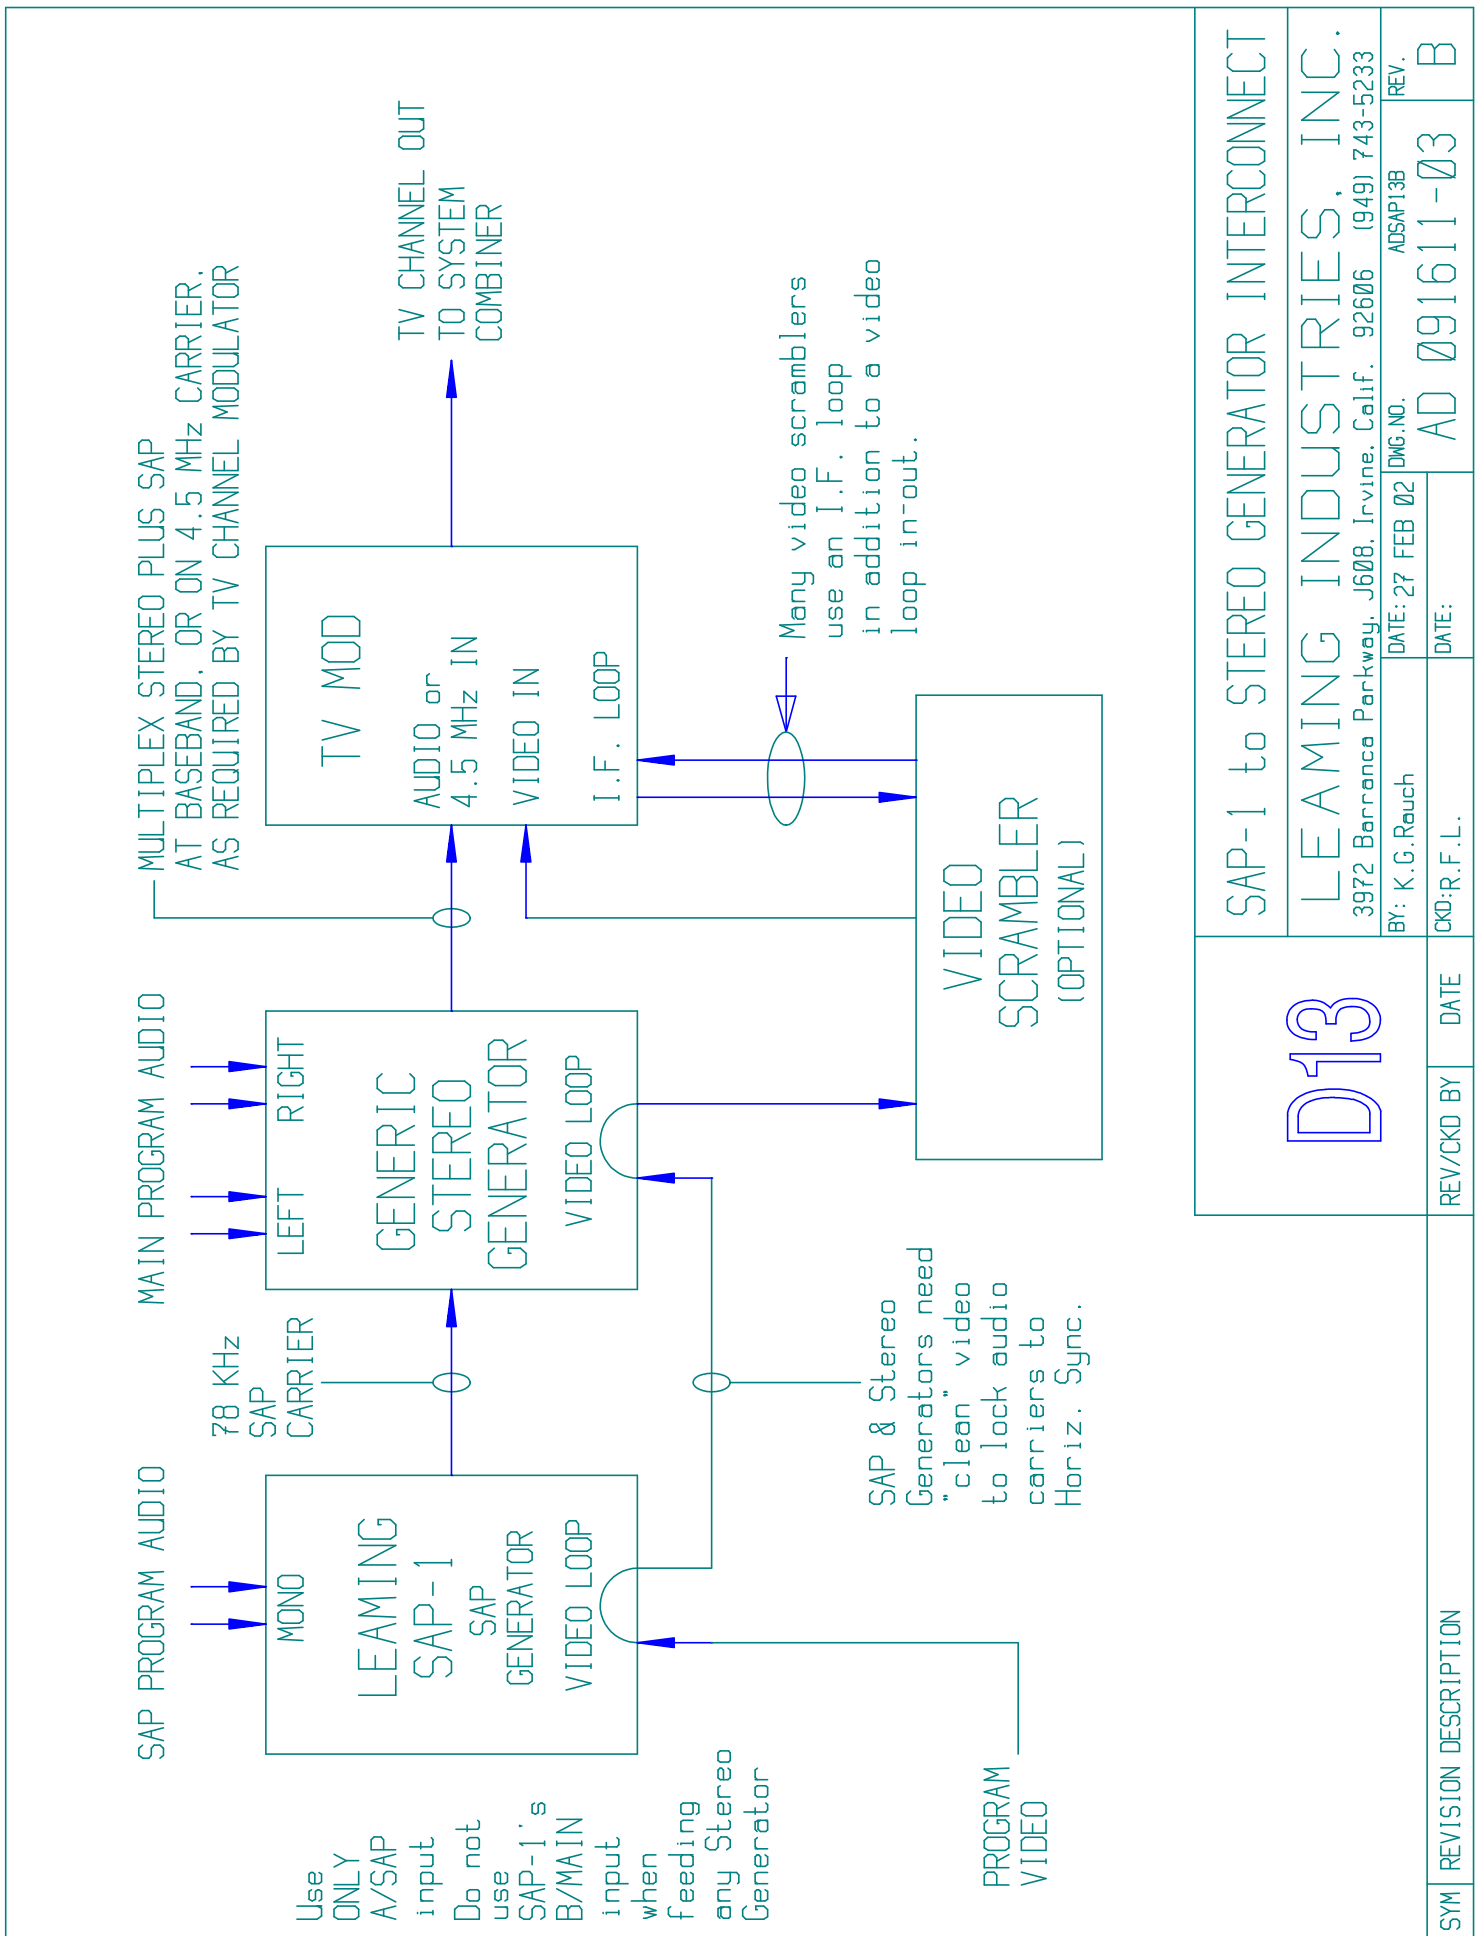 SAP PROGRAM AUDIO
MONO
LEAMING
SAP-1
SAP
GENERATOR
VIDEO LOOP
Use
ONLY
A/SAP
input
Do not
use
SAP-1's
B/MAIN
input
when
feeding
any Stereo
Generator
PROGRAM
VIDEO
78 KHz
SAP
CARRIER
MAIN PROGRAM AUDIO
LEFT RIGHT
GENERIC
STEREO
GENERATOR
VIDEO LOOP
SAP & Stereo
Generators need
"clean" video
to lock audio
carriers to
Horiz. Sync.
MULTIPLEX STEREO PLUS SAP
AT BASEBAND, OR ON 4.5 MHz CARRIER,
AS REQUIRED BY TV CHANNEL MODULATOR
TV MOD
AUDIO or
4.5 MHz IN
VIDEO IN
I.F. LOOP
TV CHANNEL OUT
TO SYSTEM
COMBINER
Many video scramblers
use an I.F. loop
in addition to a video
loop in-out.
VIDEO
SCRAMBLER
(OPTIONAL)
D13
SAP-1 to STEREO GENERATOR INTERCONNECT
LEAMING INDUSTRIES, INC.
3972 Barranca Parkway, J608, Irvine, Calif. 92606 (949) 743-5233
BY: K.G.Rauch DATE: 27 FEB 02 DWG.NO. ADSAP13B REV.
AD 091611-03 B
CKD:R.F.L. DATE:
SYM REVISION DESCRIPTION REV/CKD BY DATE